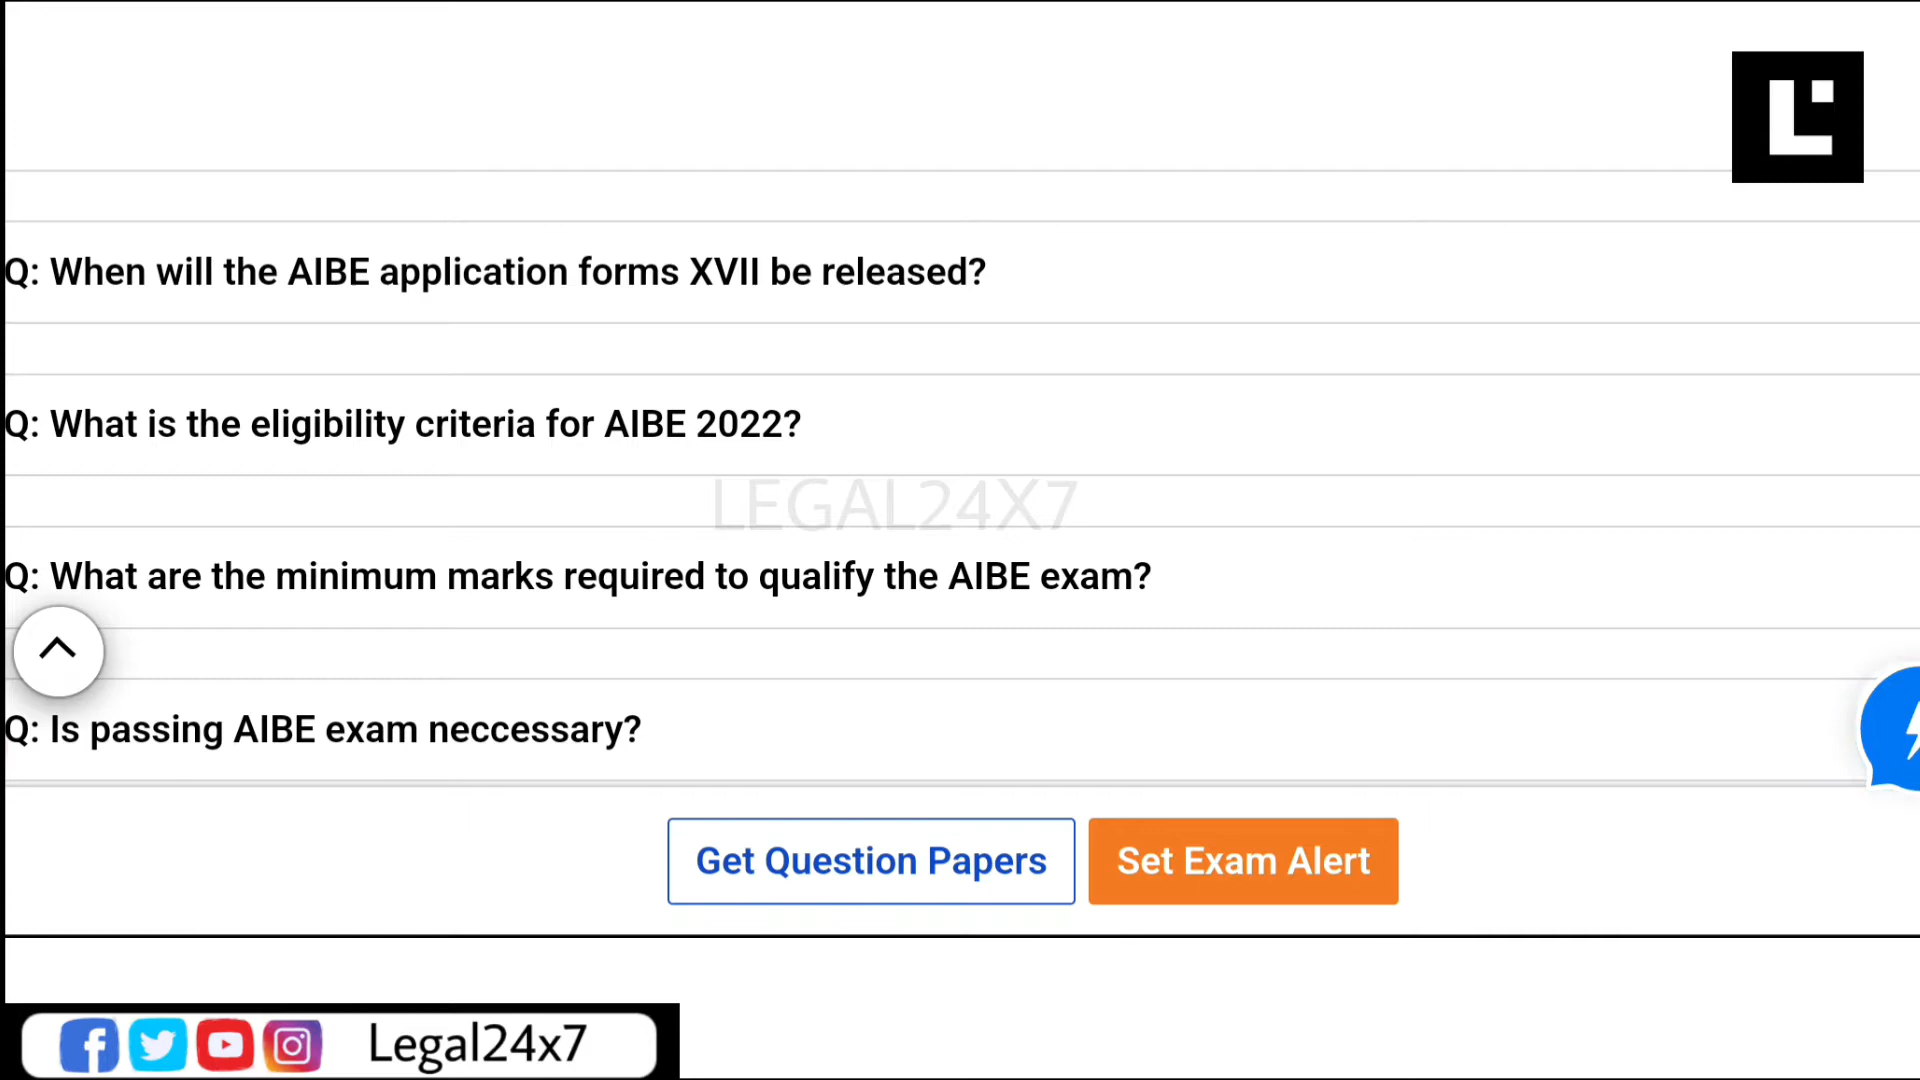 Q: When will the AIBE application forms XVII be released?
Q: What is the eligibility criteria for AIBE 2022?
LEGAL24X7
Q: What are the minimum marks required to qualify the AIBE exam?
Q: Is passing AIBE exam neccessary?
Get Question Papers
Set Exam Alert
Legal24x7